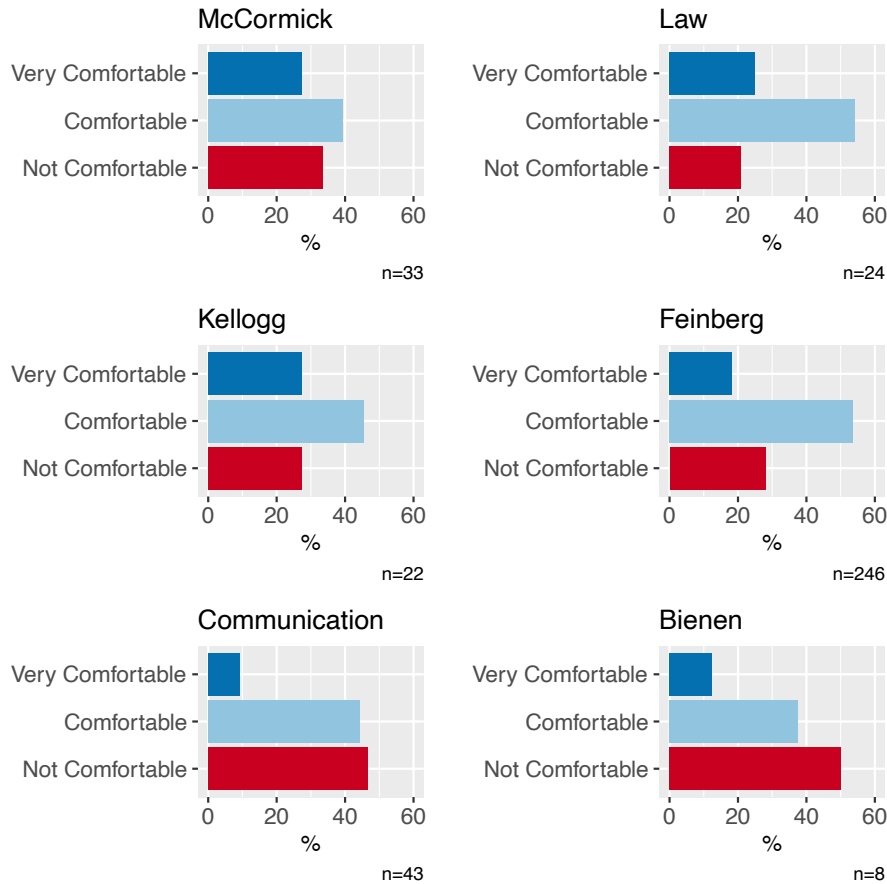 McCormick
Very Comfortable
Comfortable
Not Comfortable
0 20 40 60
%
n=33
Law
Very Comfortable
Comfortable
Not Comfortable
0 20 40 60
%
n=24
Kellogg
Very Comfortable
Comfortable
Not Comfortable
0 20 40 60
%
n=22
Feinberg
Very Comfortable
Comfortable
Not Comfortable
0 20 40 60
%
n=246
Communication
Very Comfortable
Comfortable
Not Comfortable
0 20 40 60
%
n=43
Bienen
Very Comfortable
Comfortable
Not Comfortable
0 20 40 60
%
n=8